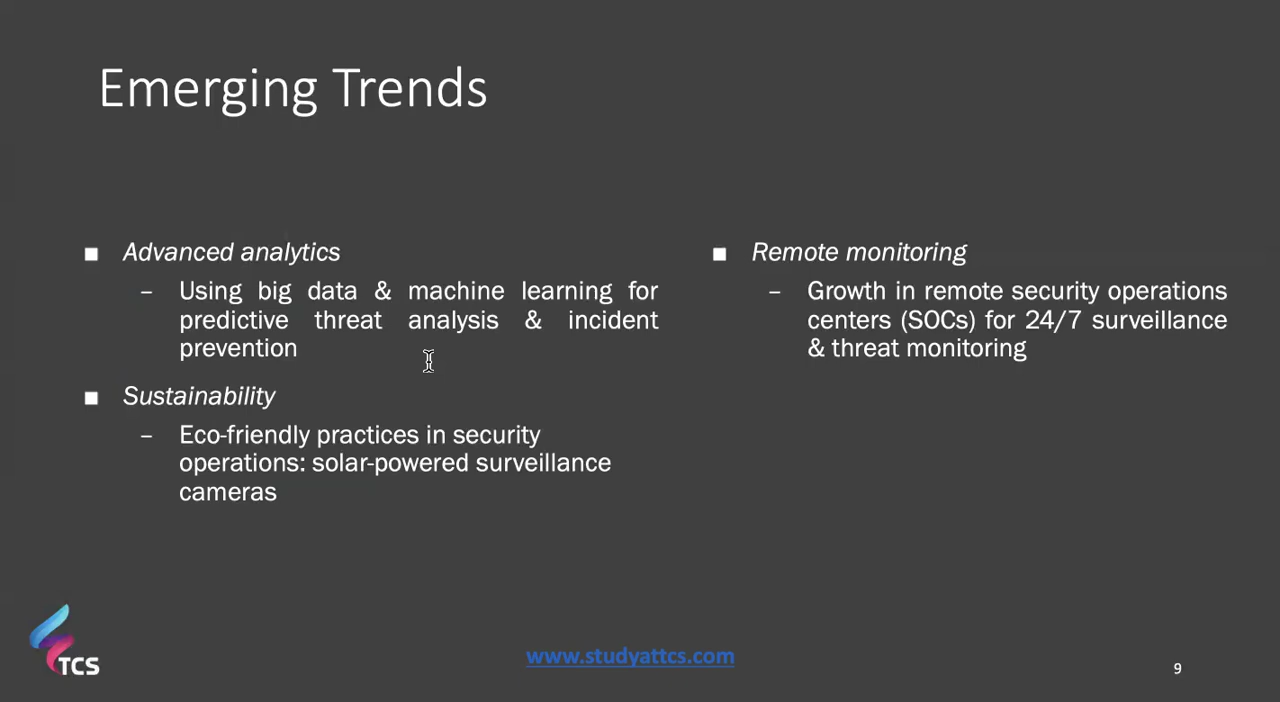 Emerging Trends
■ Advanced analytics
– Using big data & machine learning for
predictive threat analysis & incident
prevention
■ Sustainability
– Eco-friendly practices in security
operations: solar-powered surveillance
cameras
■ Remote monitoring
– Growth in remote security operations
centers (SOCs) for 24/7 surveillance
& threat monitoring
TCS
www.studyattcs.com
9